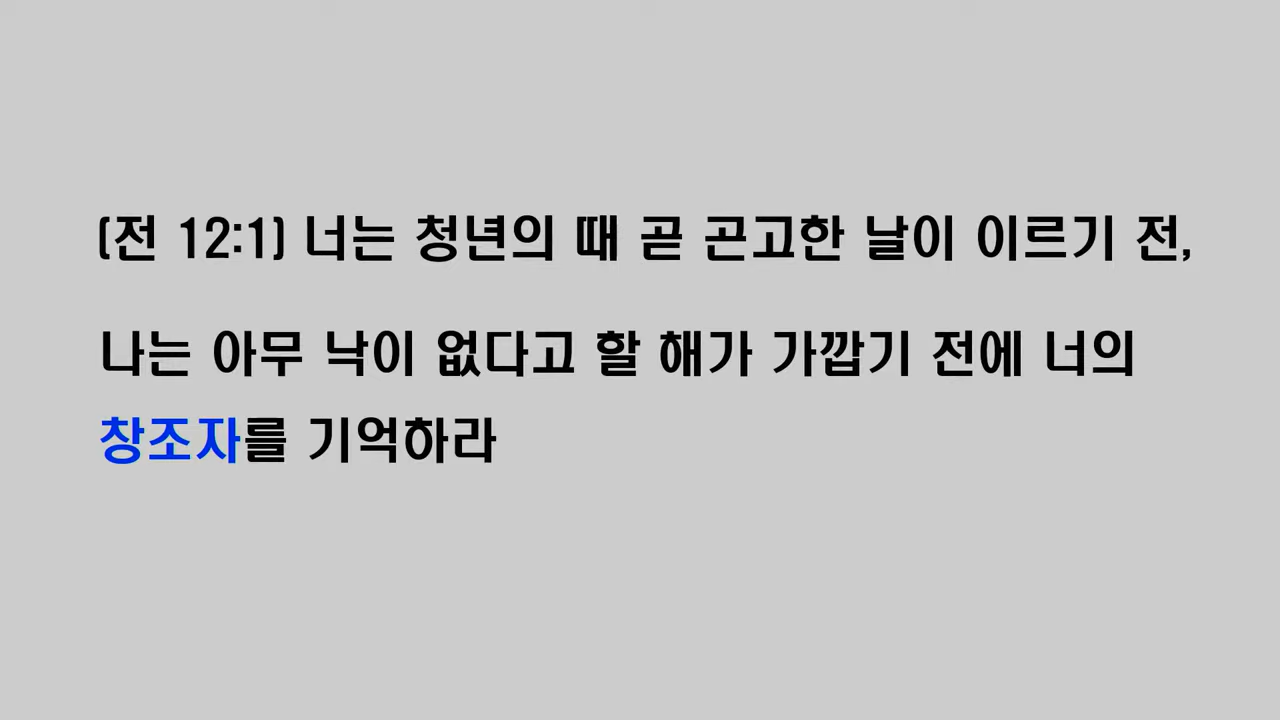 (전 12:1) 너는 청년의 때 곧 곤고한 날이 이르기 전,
나는 아무 낙이 없다고 할 해가 가깝기 전에 너의
창조자를 기억하라